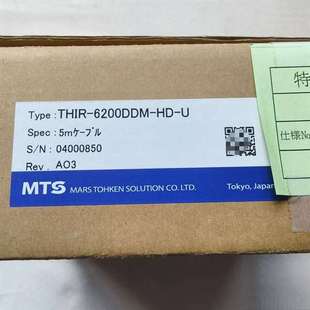 Type : THIR-6200DDM-HD-U
Spec : 5mケーブル
S/N : 04000850
Rev. A03
MTS MARS TOHKEN SOLUTION CO. LTD. Tokyo, Japan
特
仕様No